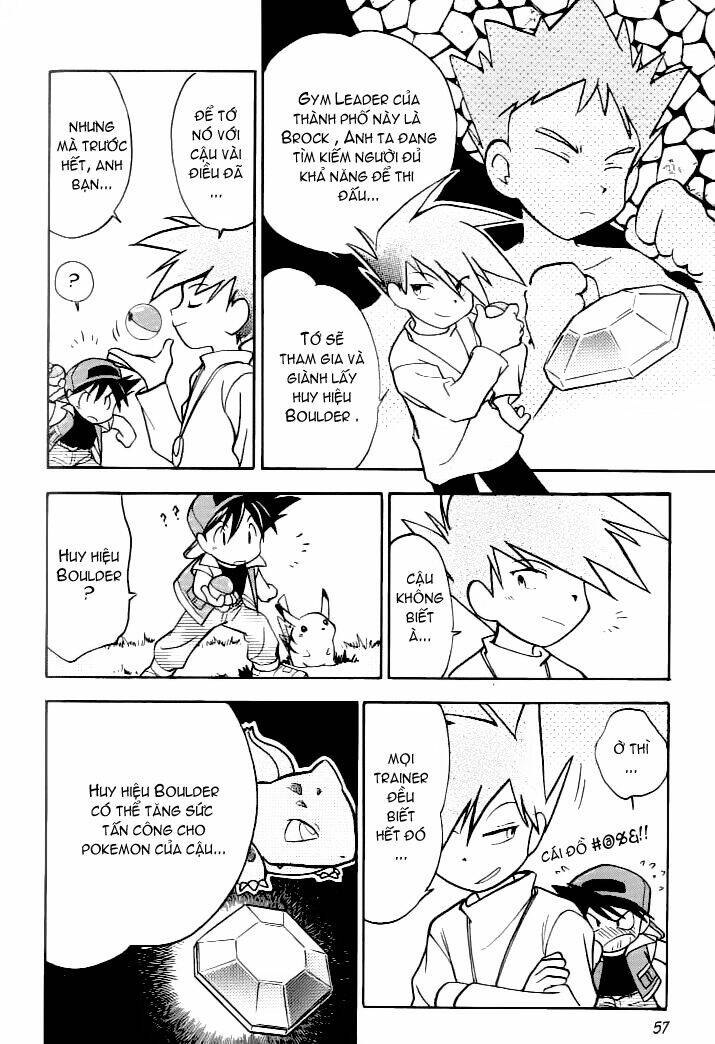 GYM LEADER CỦA
THÀNH PHỐ NÀY LÀ
BROCK , ANH TA ĐANG
TÌM KIẾM NGƯỜI ĐỦ
KHẢ NĂNG ĐỂ THI
ĐẤU...
TỚ SẼ
THAM GIA VÀ
GIÀNH LẤY
HUY HIỆU
BOULDER .
ĐỂ TỚ
NÓ VỚI
CẬU VÀI
ĐIỀU ĐÃ
...
NHƯNG
MÀ TRƯỚC
HẾT, ANH
BẠN...
?
CẬU
KHÔNG
BIẾT
À...
? ?
HUY HIỆU
BOULDER
?
Ờ THÌ
...
MỌI
TRAINER
ĐỀU
BIẾT
HẾT ĐÓ
...
CÁI ĐỒ #@%&!!
HUY HIỆU BOULDER
CÓ THỂ TĂNG SỨC
TẤN CÔNG CHO
POKEMON CỦA CẬU...
57